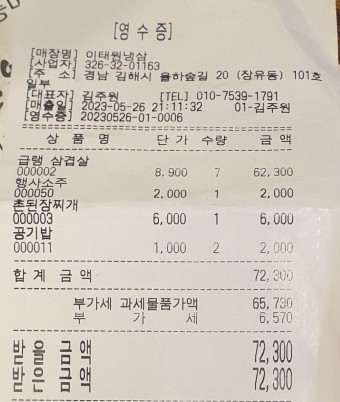 [영 수 증]
[매장명] 이태원냉삼
[사업자] 326-32-01163
[주 소] 경남 김해시 율하숲길 20 (장유동) 101호
일부
[대표자] 김주원 [TEL] 010-7539-1791
[매출일] 2023-05-26 21:11:32 01-김주원
[영수증] 20230526-01-0006
상 품 명 단 가 수량 금 액
급랭 삼겹살
000002 8,900 7 62,300
행사소주
000050 2,000 1 2,000
촌된장찌개
000003 6,000 1 6,000
공기밥
000011 1,000 2 2,000
합 계 금 액 72,300
부가세 과세물품가액 65,730
부 가 세 6,570
받 을 금 액 72,300
받 은 금 액 72,300